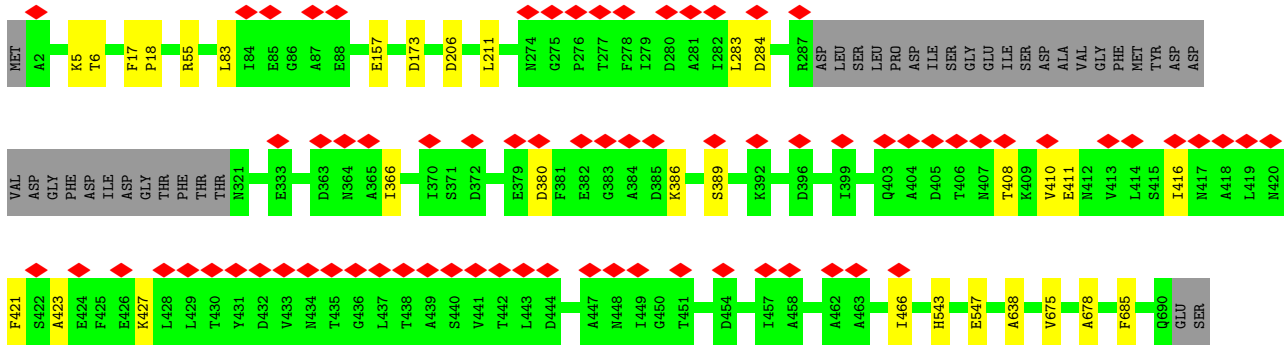 MET A2 K5 T6 F17 P18 R55 L83 I84 E85 G86 A87 E88 E157 D173 D206 L211 N274 G275 P276 T277 F278 I279 D280 A281 I282 L283 D284 R287 ASP LEU SER LEU PRO ASP ILE SER GLY GLU ILE SER ASP ALA VAL GLY PHE MET TYR ASP ASP
VAL ASP GLY PHE ASP ILE ASP GLY THR PHE THR THR N321 E333 D363 N364 A365 I366 I370 S371 D372 E379 D380 F381 E382 G383 A384 D385 K386 S389 K392 D396 I399 Q403 A404 D405 T406 N407 T408 K409 V410 E411 N412 V413 L414 S415 I416 N417 A418 L419 N420
F421 S422 A423 E424 F425 E426 K427 L428 L429 T430 Y431 D432 V433 N434 T435 G436 L437 T438 A439 S440 V441 T442 L443 D444 A447 N448 I449 G450 T451 D454 I457 A458 A462 A463 I466 H543 E547 A638 V675 A678 F685 Q690 GLU SER